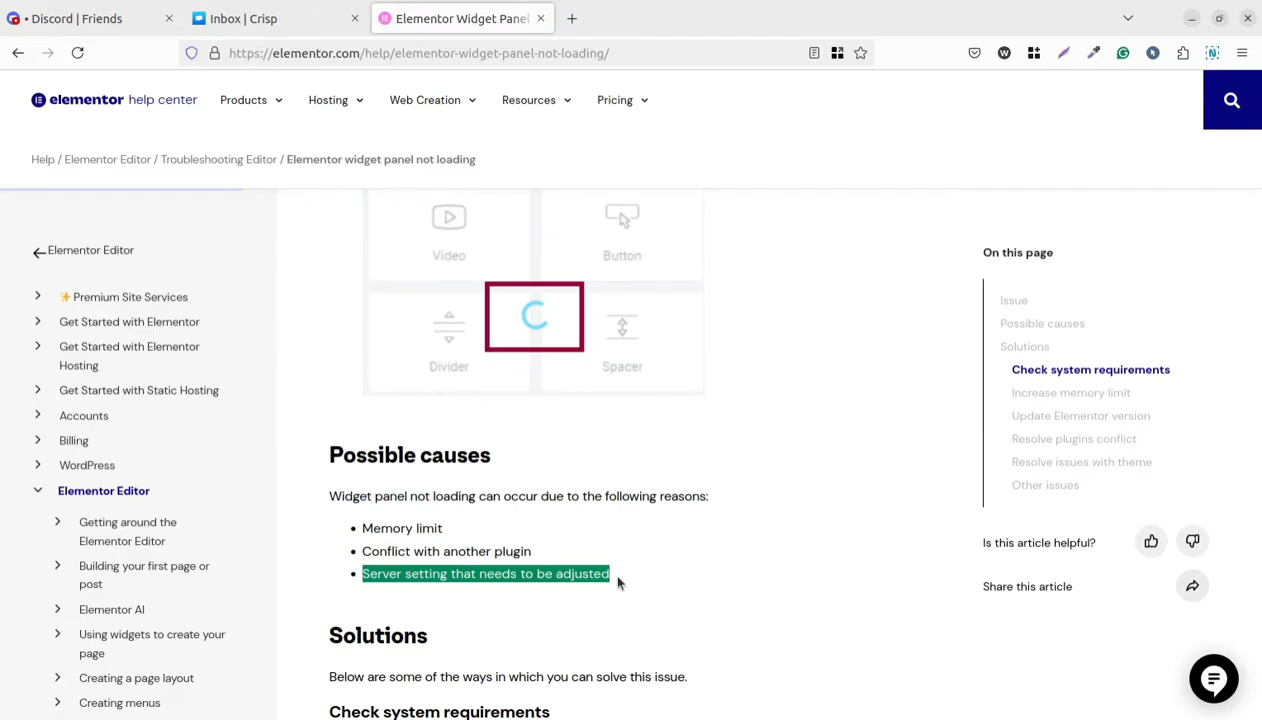 • Discord | Friends
Inbox | Crisp
Elementor Widget Panel
https://elementor.com/help/elementor-widget-panel-not-loading/
elementor help center
Products
Hosting
Web Creation
Resources
Pricing
Help / Elementor Editor / Troubleshooting Editor / Elementor widget panel not loading
Elementor Editor
✨ Premium Site Services
Get Started with Elementor
Get Started with Elementor
Hosting
Get Started with Static Hosting
Accounts
Billing
WordPress
Elementor Editor
Getting around the
Elementor Editor
Building your first page or
post
Elementor AI
Using widgets to create your
page
Creating a page layout
Creating menus
Video
Button
Divider
Spacer
Possible causes
Widget panel not loading can occur due to the following reasons:
• Memory limit
• Conflict with another plugin
• Server setting that needs to be adjusted
Solutions
Below are some of the ways in which you can solve this issue.
Check system requirements
On this page
Issue
Possible causes
Solutions
Check system requirements
Increase memory limit
Update Elementor version
Resolve plugins conflict
Resolve issues with theme
Other issues
Is this article helpful?
Share this article